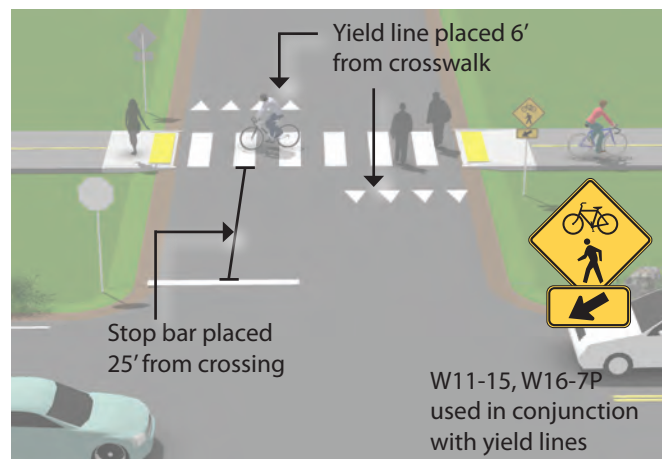 Yield line placed 6’
from crosswalk
Stop bar placed
25’ from crossing
W11-15, W16-7P
used in conjunction
with yield lines